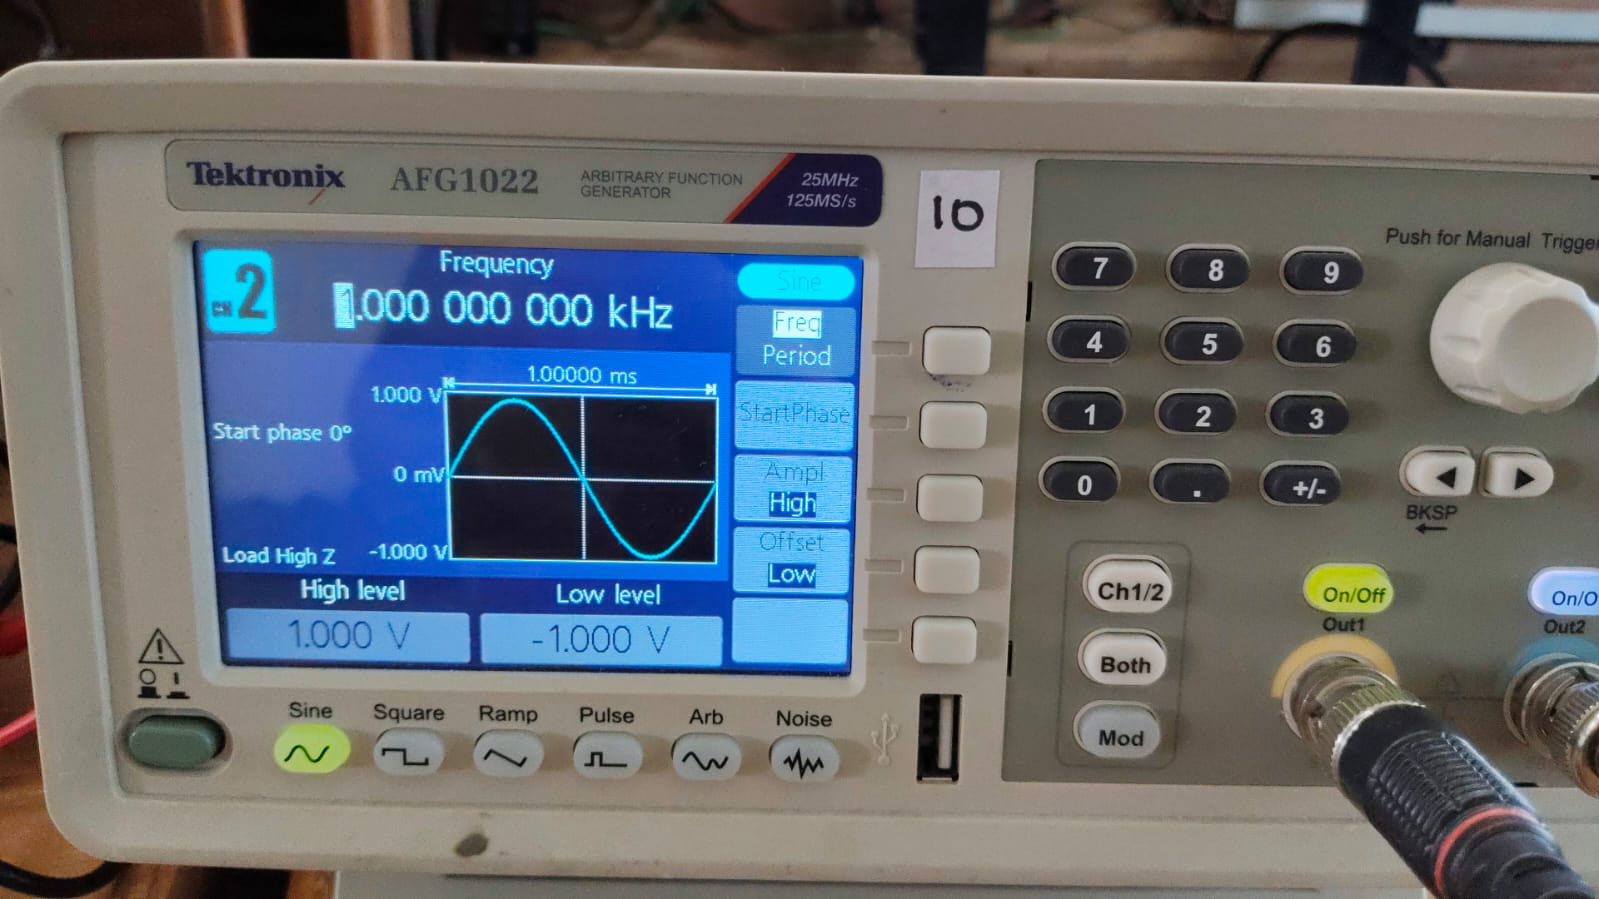 Tektronix AFG1022 ARBITRARY FUNCTION GENERATOR 25MHz 125MS/s
10
Push for Manual Trigger
CH 2
Frequency
1.000 000 000 kHz
Sine
Freq
Period
StartPhase
Ampl
High
Offset
Low
1.00000 ms
1.000 V
Start phase 0°
0 mV
Load High Z
-1.000 V
High level
Low level
1.000 V
-1.000 V
7 8 9
4 5 6
1 2 3
0 . +/-
BKSP
Ch1/2
Both
Mod
On/Off
Out1
On/O
Out2
Sine
Square
Ramp
Pulse
Arb
Noise